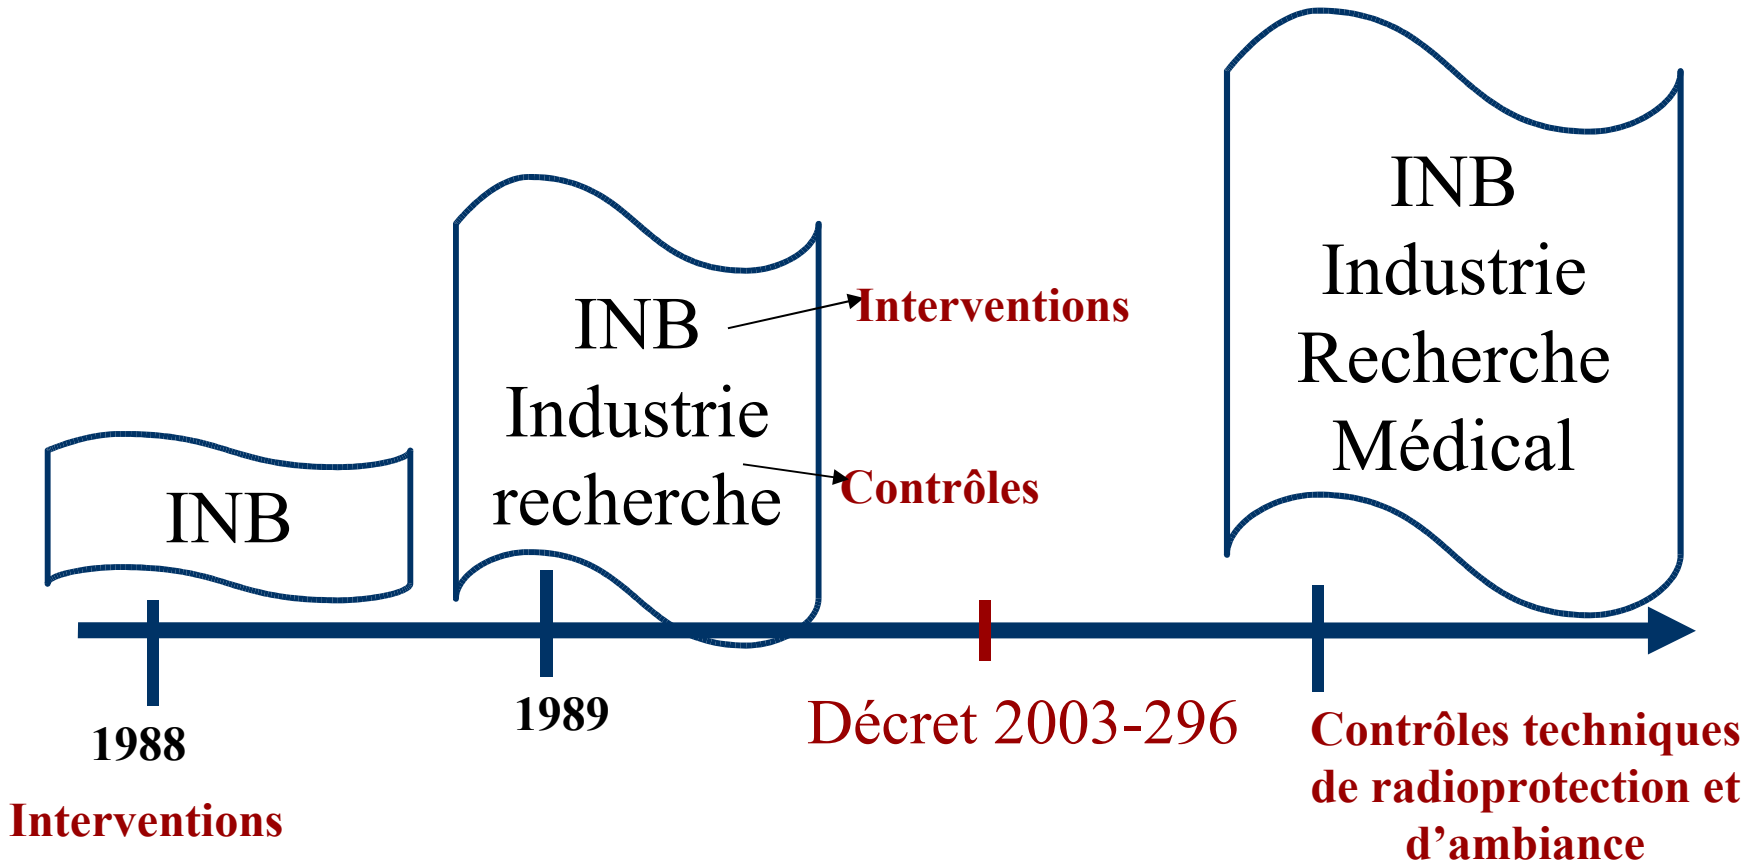 INB
1988
Interventions
INB
Industrie
recherche
Interventions
Contrôles
1989
Décret 2003-296
INB
Industrie
Recherche
Médical
Contrôles techniques
de radioprotection et
d’ambiance